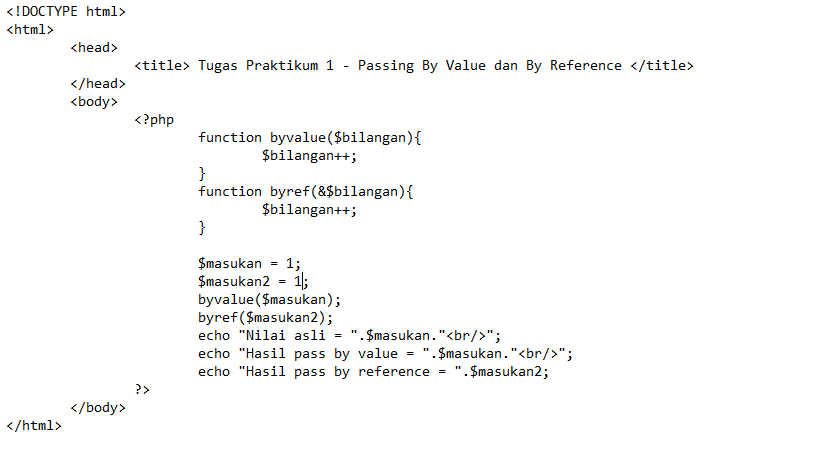 <!DOCTYPE html>
<html>
<head>
<title> Tugas Praktikum 1 - Passing By Value dan By Reference </title>
</head>
<body>
<?php
function byvalue($bilangan){
$bilangan++;
}
function byref(&$bilangan){
$bilangan++;
}
$masukan = 1;
$masukan2 = 1;
byvalue($masukan);
byref($masukan2);
echo "Nilai asli = ".$masukan."<br/>";
echo "Hasil pass by value = ".$masukan."<br/>";
echo "Hasil pass by reference = ".$masukan2;
?>
</body>
</html>